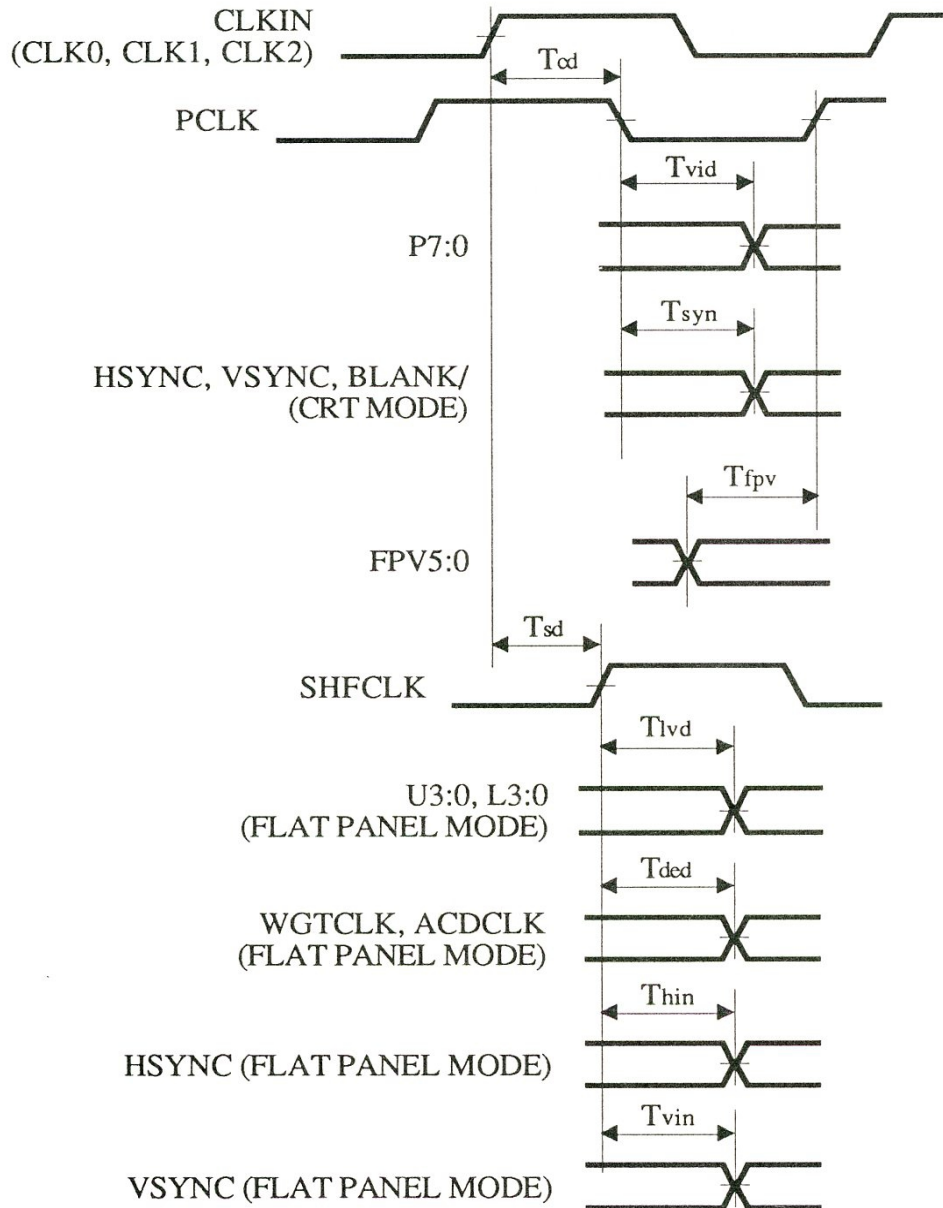 CLKIN
(CLK0, CLK1, CLK2)
Tcd
PCLK
Tvid
P7:0
Tsyn
HSYNC, VSYNC, BLANK/
(CRT MODE)
Tfpv
FPV5:0
Tsd
SHFCLK
Tlvd
U3:0, L3:0
(FLAT PANEL MODE)
Tded
WGTCLK, ACDCLK
(FLAT PANEL MODE)
Thin
HSYNC (FLAT PANEL MODE)
Tvin
VSYNC (FLAT PANEL MODE)